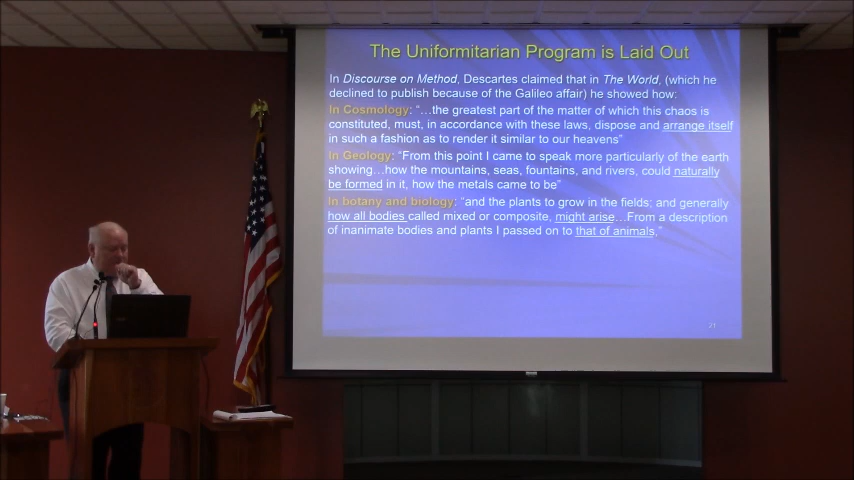 The Uniformitarian Program is Laid Out
In Discourse on Method, Descartes claimed that in The World, (which he
declined to publish because of the Galileo affair) he showed how:
In Cosmology: “…the greatest part of the matter of which this chaos is
constituted, must, in accordance with these laws, dispose and arrange itself
in such a fashion as to render it similar to our heavens”
In Geology: “From this point I came to speak more particularly of the earth
showing…how the mountains, seas, fountains, and rivers, could naturally
be formed in it, how the metals came to be”
In botany and biology: “and the plants to grow in the fields; and generally
how all bodies called mixed or composite, might arise…From a description
of inanimate bodies and plants I passed on to that of animals,”
21